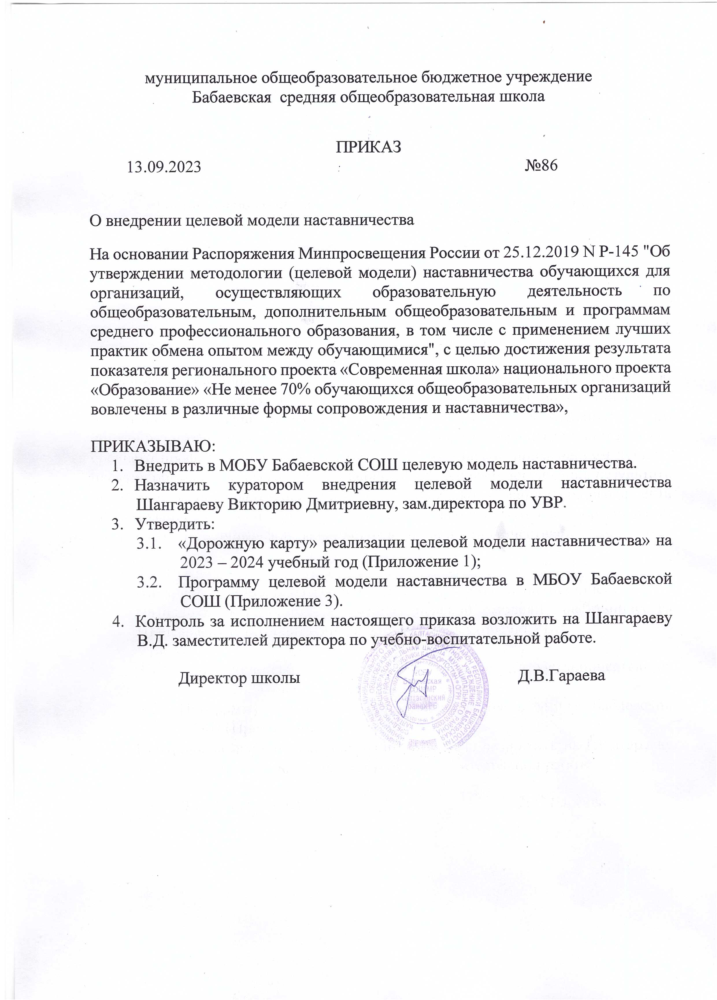 муниципальное общеобразовательное бюджетное учреждение
Бабаевская средняя общеобразовательная школа
ПРИКАЗ
13.09.2023 №86
О внедрении целевой модели наставничества
На основании Распоряжения Минпросвещения России от 25.12.2019 N Р-145 "Об
утверждении методологии (целевой модели) наставничества обучающихся для
организаций, осуществляющих образовательную деятельность по
общеобразовательным, дополнительным общеобразовательным и программам
среднего профессионального образования, в том числе с применением лучших
практик обмена опытом между обучающимися", с целью достижения результата
показателя регионального проекта «Современная школа» национального проекта
«Образование» «Не менее 70% обучающихся общеобразовательных организаций
вовлечены в различные формы сопровождения и наставничества»,
ПРИКАЗЫВАЮ:
1. Внедрить в МОБУ Бабаевской СОШ целевую модель наставничества.
2. Назначить куратором внедрения целевой модели наставничества
Шангараеву Викторию Дмитриевну, зам.директора по УВР.
3. Утвердить:
3.1. «Дорожную карту» реализации целевой модели наставничества» на
2023 – 2024 учебный год (Приложение 1);
3.2. Программу целевой модели наставничества в МБОУ Бабаевской
СОШ (Приложение 3).
4. Контроль за исполнением настоящего приказа возложить на Шангараеву
В.Д. заместителей директора по учебно-воспитательной работе.
Директор школы Д.В.Гараева